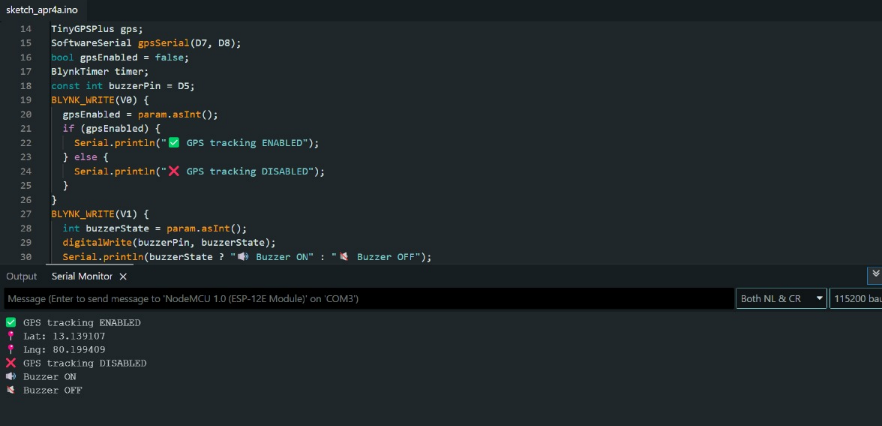 sketch_apr4a.ino
14 TinyGPSPlus gps;
15 SoftwareSerial gpsSerial(D7, D8);
16 bool gpsEnabled = false;
17 BlynkTimer timer;
18 const int buzzerPin = D5;
19 BLYNK_WRITE(V0) {
20 gpsEnabled = param.asInt();
21 if (gpsEnabled) {
22 Serial.println("✅ GPS tracking ENABLED");
23 } else {
24 Serial.println("❌ GPS tracking DISABLED");
25 }
26 }
27 BLYNK_WRITE(V1) {
28 int buzzerState = param.asInt();
29 digitalWrite(buzzerPin, buzzerState);
30 Serial.println(buzzerState ? "🔊 Buzzer ON" : "🔇 Buzzer OFF");
Output Serial Monitor ×
Message (Enter to send message to 'NodeMCU 1.0 (ESP-12E Module)' on 'COM3')
Both NL & CR
115200 bau
✅ GPS tracking ENABLED
📍 Lat: 13.139107
📍 Lng: 80.199409
❌ GPS tracking DISABLED
🔊 Buzzer ON
🔇 Buzzer OFF